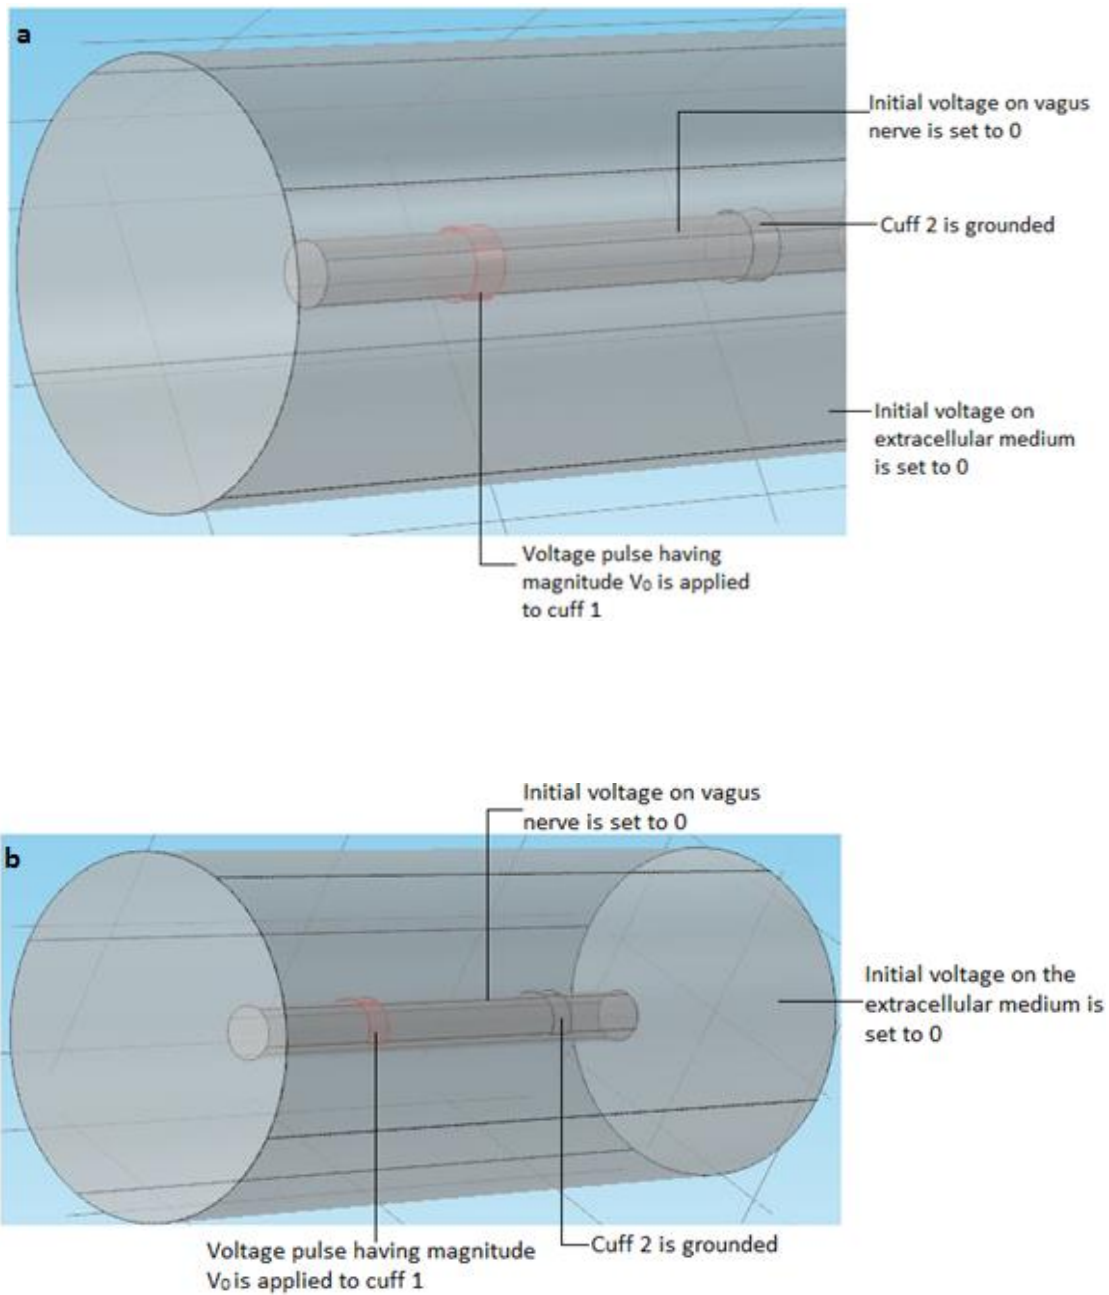 a
Initial voltage on vagus
nerve is set to 0
Cuff 2 is grounded
Initial voltage on
extracellular medium
is set to 0
Voltage pulse having
magnitude V₀ is applied
to cuff 1
Initial voltage on vagus
nerve is set to 0
b
Initial voltage on the
extracellular medium is
set to 0
Cuff 2 is grounded
Voltage pulse having magnitude
V₀ is applied to cuff 1